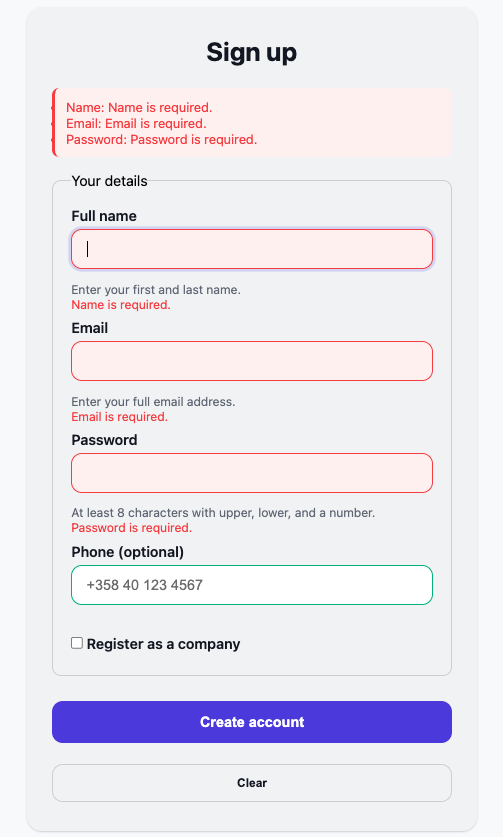 Sign up
Name: Name is required.
Email: Email is required.
Password: Password is required.
Your details
Full name
Enter your first and last name.
Name is required.
Email
Enter your full email address.
Email is required.
Password
At least 8 characters with upper, lower, and a number.
Password is required.
Phone (optional)
+358 40 123 4567
Register as a company
Create account
Clear